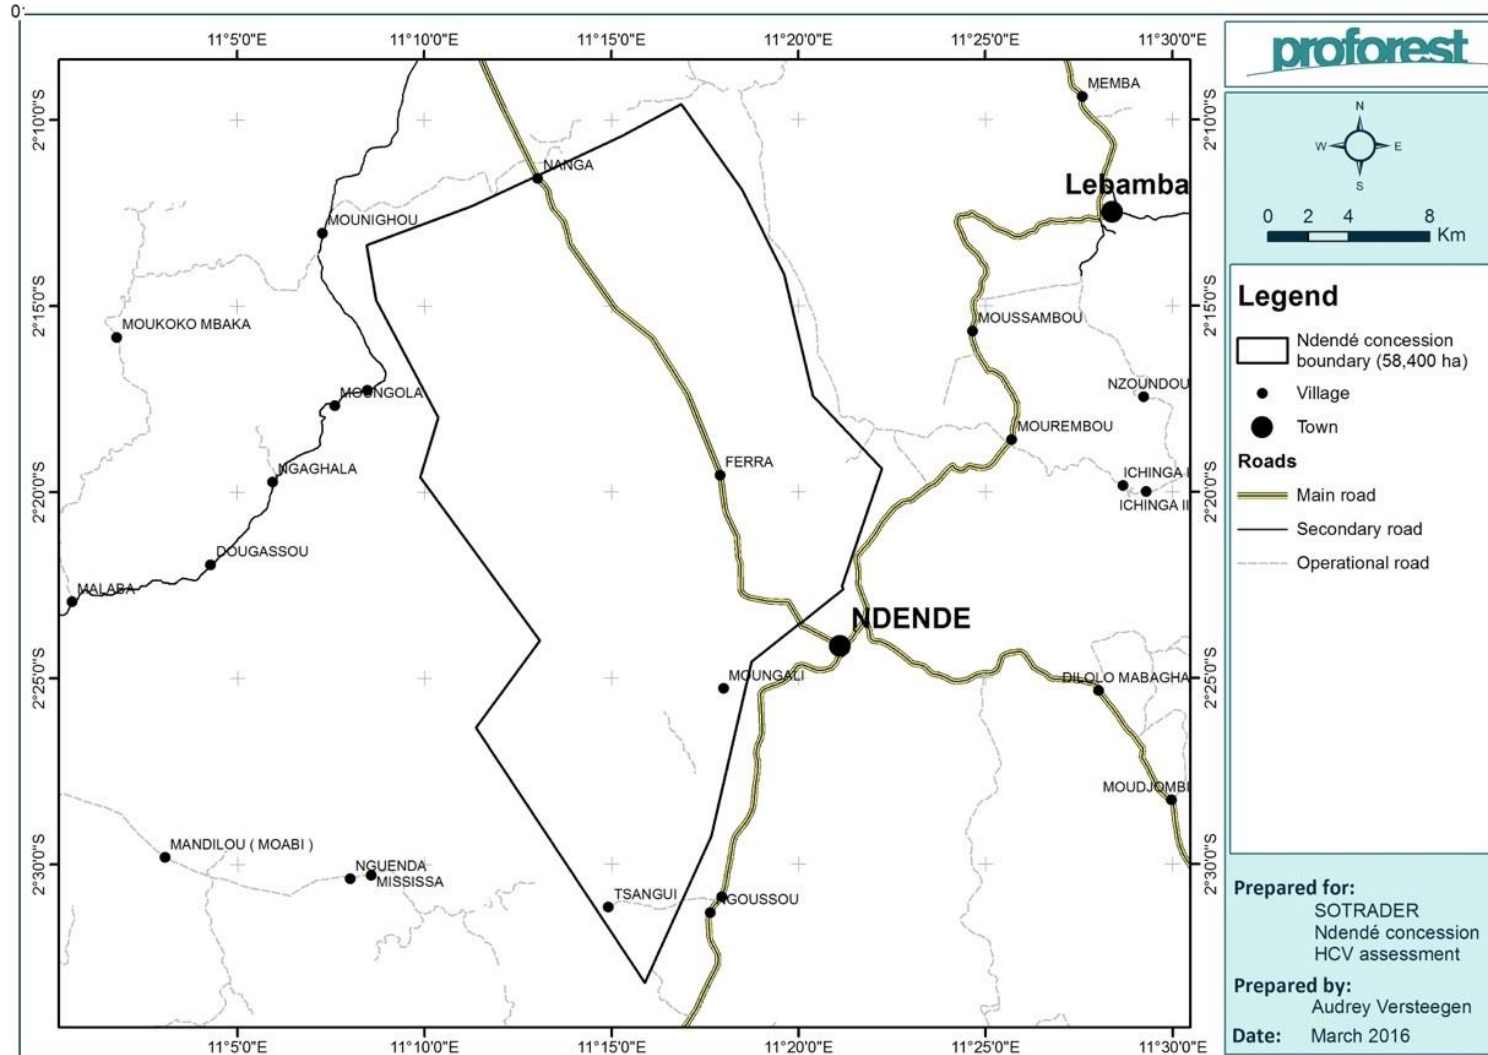 0
11°5'0"E
11°10'0"E
11°15'0"E
11°20'0"E
11°25'0"E
11°30'0"E
2°10'0"S
2°15'0"S
2°20'0"S
2°25'0"S
2°30'0"S
MEMBA
NANGA
Lebamba
MOUNIGHOU
MOUKOKO MBAKA
MOUSSAMBOU
MOUNGOLA
NZOUNDOU
MOUREMBOU
FERRA
NGAGHALA
ICHINGA I
ICHINGA II
DOUGASSOU
MALABA
NDENDE
MOUNGALI
DILOLO MABAGHA
MOUDJOMBI
MANDILOU ( MOABI )
NGUENDA
MISSISSA
TSANGUI
NGOUSSOU
2°10'0"S
2°15'0"S
2°20'0"S
2°25'0"S
2°30'0"S
11°5'0"E
11°10'0"E
11°15'0"E
11°20'0"E
11°25'0"E
11°30'0"E
proforest
N
W
E
S
0 2 4 8
Km
Legend
Ndendé concession
boundary (58,400 ha)
Village
Town
Roads
Main road
Secondary road
Operational road
Prepared for:
SOTRADER
Ndendé concession
HCV assessment
Prepared by:
Audrey Versteegen
Date: March 2016